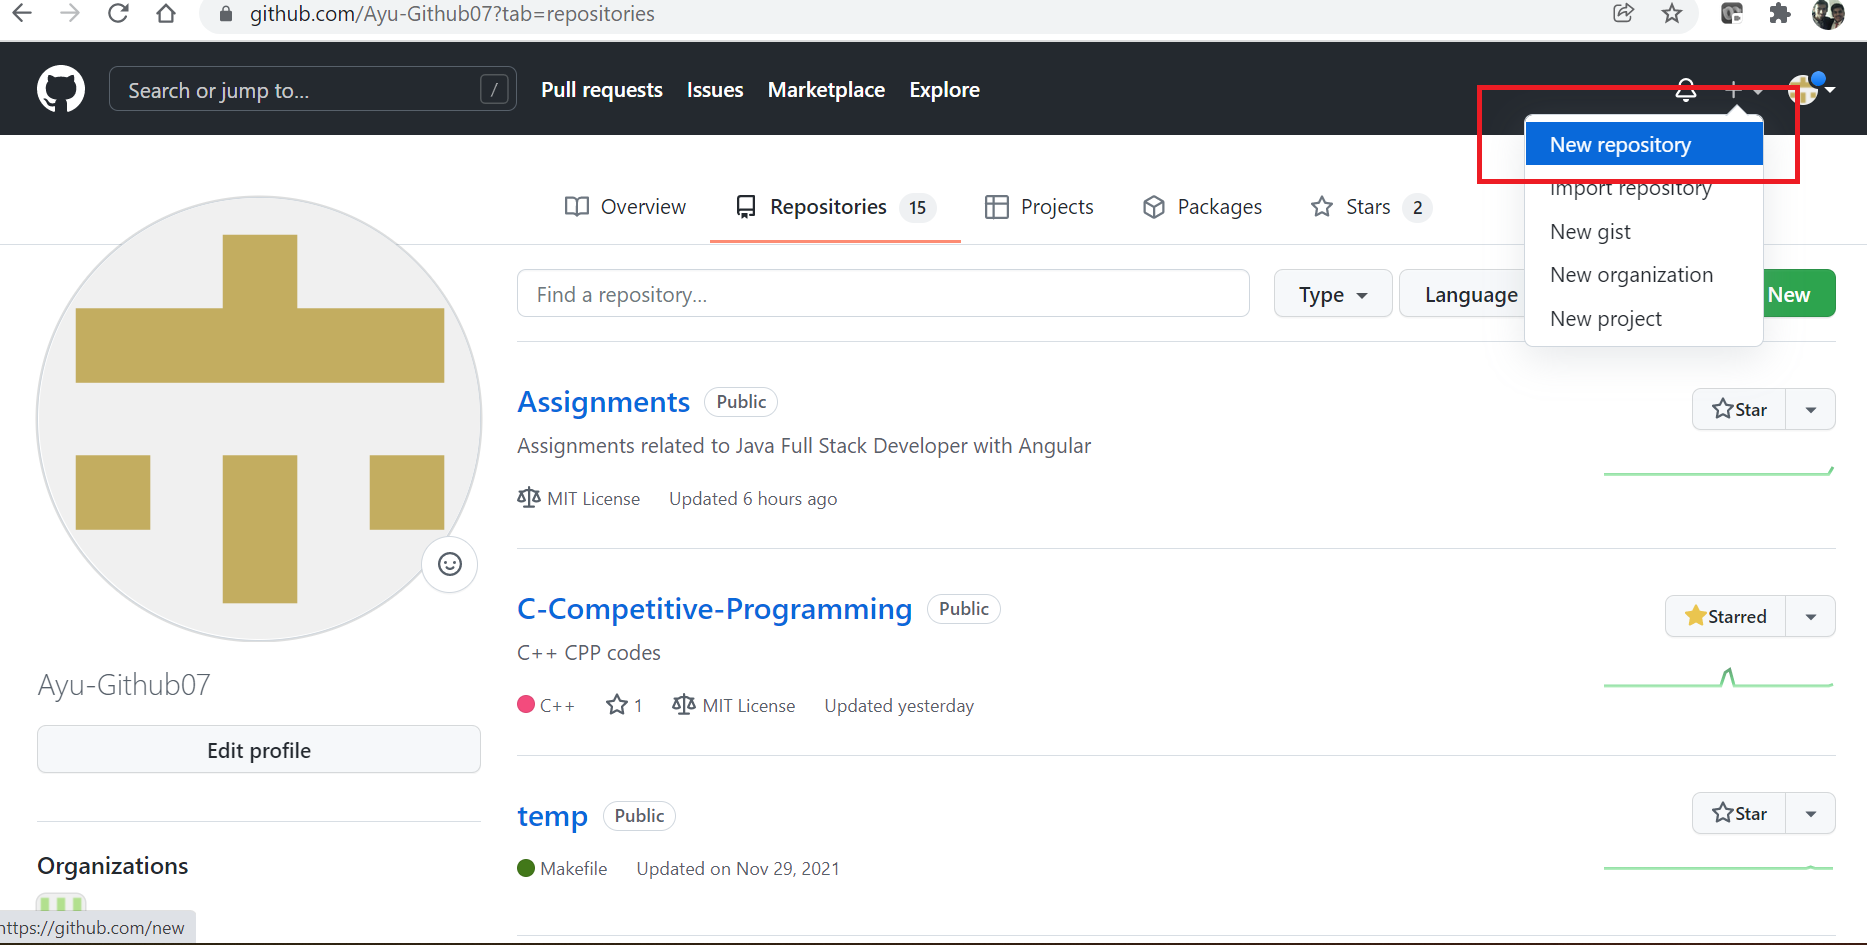 github.com/Ayu-Github07?tab=repositories
Search or jump to... /
Pull requests Issues Marketplace Explore
New repository
Import repository
New gist
New organization
New project
Overview Repositories 15 Projects Packages Stars 2
Find a repository... Type Language New
Assignments Public Star
Assignments related to Java Full Stack Developer with Angular
MIT License Updated 6 hours ago
C-Competitive-Programming Public Starred
C++ CPP codes
C++ 1 MIT License Updated yesterday
temp Public Star
Makefile Updated on Nov 29, 2021
Ayu-Github07
Edit profile
Organizations
https://github.com/new